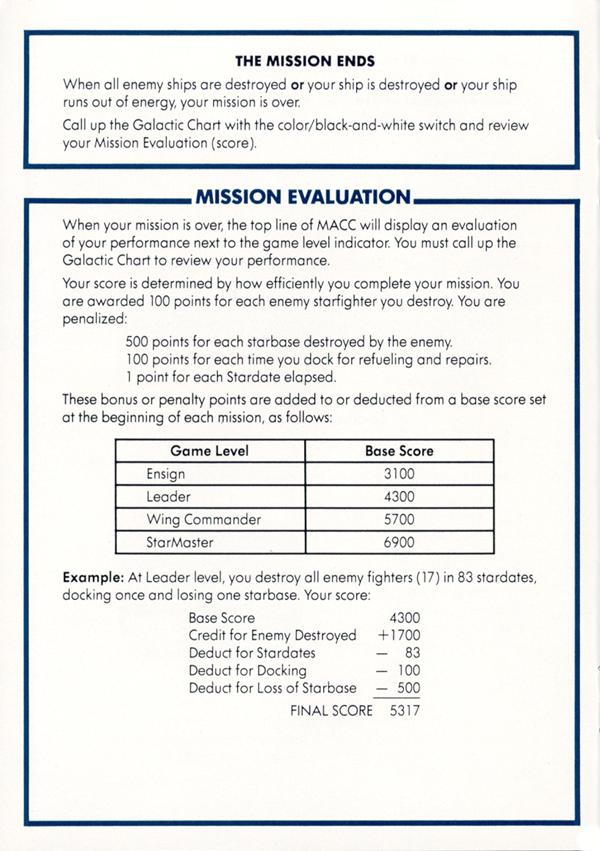 THE MISSION ENDS
When all enemy ships are destroyed or your ship is destroyed or your ship
runs out of energy, your mission is over.
Call up the Galactic Chart with the color/black-and-white switch and review
your Mission Evaluation (score).
MISSION EVALUATION
When your mission is over, the top line of MACC will display an evaluation
of your performance next to the game level indicator. You must call up the
Galactic Chart to review your performance.
Your score is determined by how efficiently you complete your mission. You
are awarded 100 points for each enemy starfighter you destroy. You are
penalized:
500 points for each starbase destroyed by the enemy.
100 points for each time you dock for refueling and repairs.
1 point for each Stardate elapsed.
These bonus or penalty points are added to or deducted from a base score set
at the beginning of each mission, as follows:
Game Level Base Score
Ensign 3100
Leader 4300
Wing Commander 5700
StarMaster 6900
Example: At Leader level, you destroy all enemy fighters (17) in 83 stardates,
docking once and losing one starbase. Your score:
Base Score 4300
Credit for Enemy Destroyed +1700
Deduct for Stardates — 83
Deduct for Docking — 100
Deduct for Loss of Starbase — 500
FINAL SCORE 5317